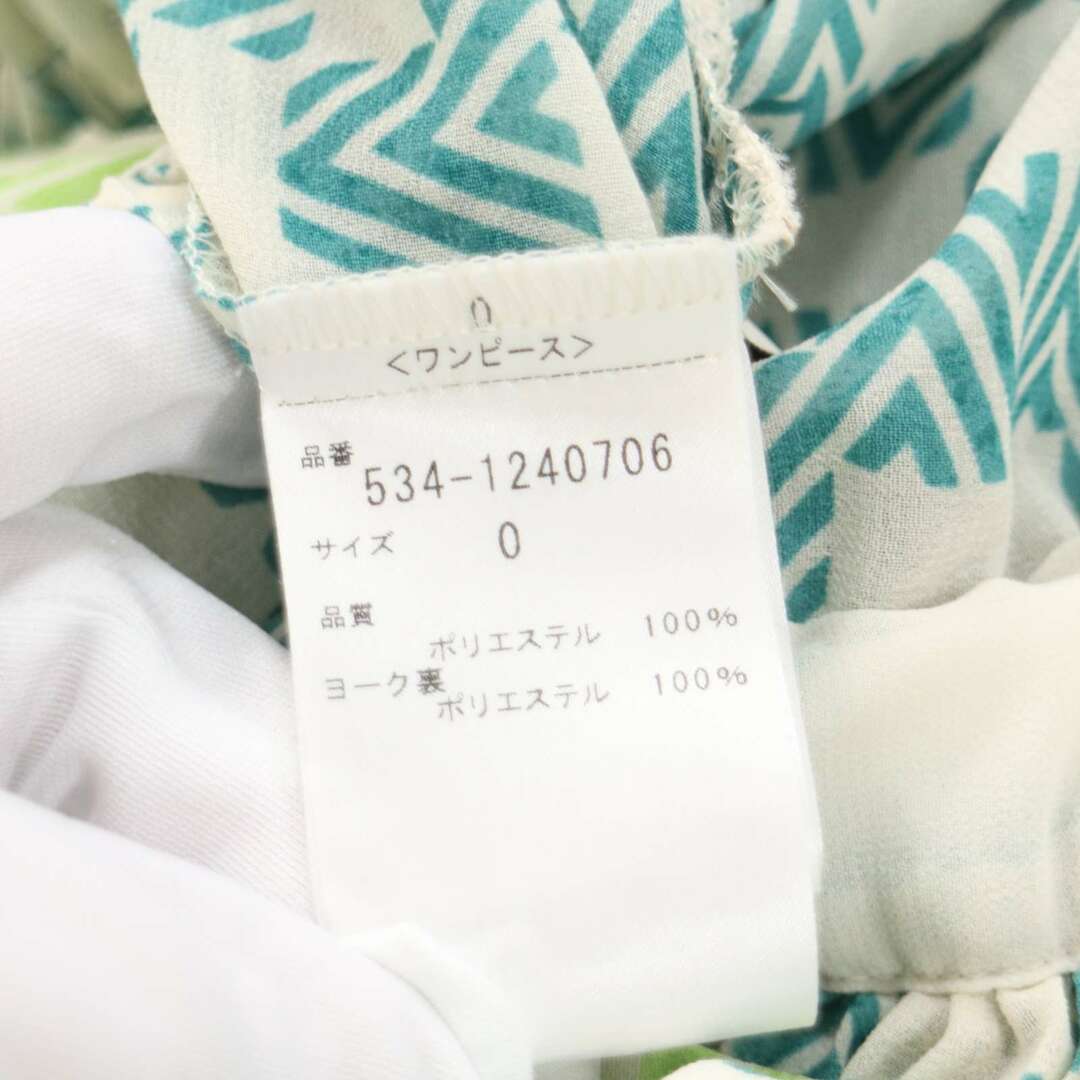 0
<ワンピース>
品番
534-1240706
サイズ 0
品質
ポリエステル 100%
ヨーク裏
ポリエステル 100%